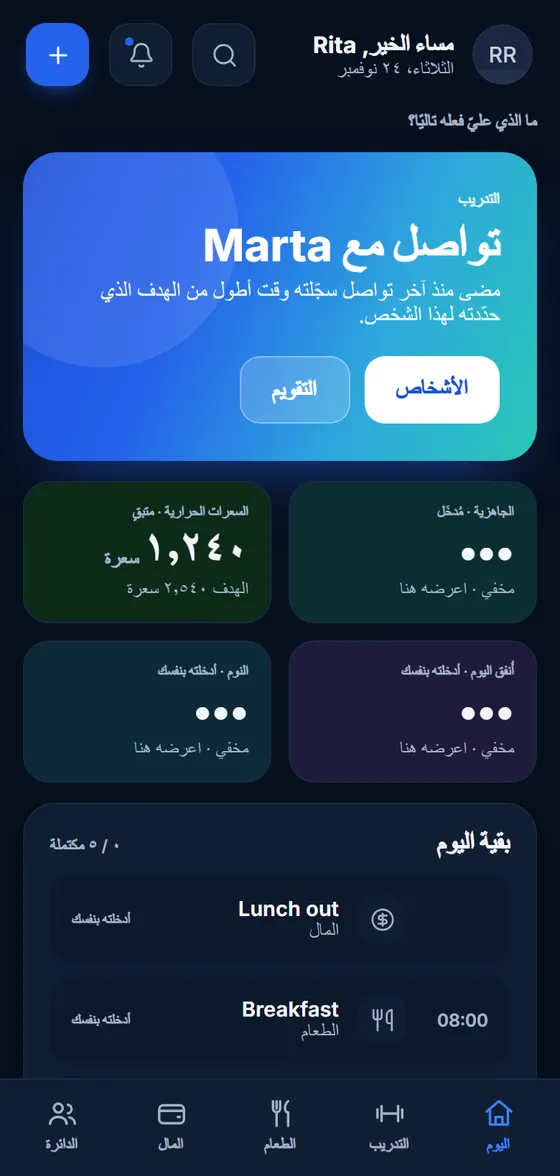 RR
مساء الخير, Rita
الثلاثاء، ٢٤ نوفمبر
ما الذي عليّ فعله تاليًا؟
التدريب
تواصل مع Marta
مضى منذ آخر تواصل سجّلته وقت أطول من الهدف الذي
حدّدته لهذا الشخص.
الأشخاص
التقويم
الجاهزية · مُدخَل
•••
مخفي · اعرضه هنا
السعرات الحرارية · متبقٍ
١,٢٤٠ سعرة
الهدف ٢,٥٤٠ سعرة
أُنفق اليوم · أدخلته بنفسك
•••
مخفي · اعرضه هنا
النوم · أدخلته بنفسك
•••
مخفي · اعرضه هنا
بقية اليوم
٠ / ٥ مكتملة
Lunch out
المال
أدخلته بنفسك
08:00
Breakfast
الطعام
أدخلته بنفسك
اليوم
التدريب
الطعام
المال
الدائرة